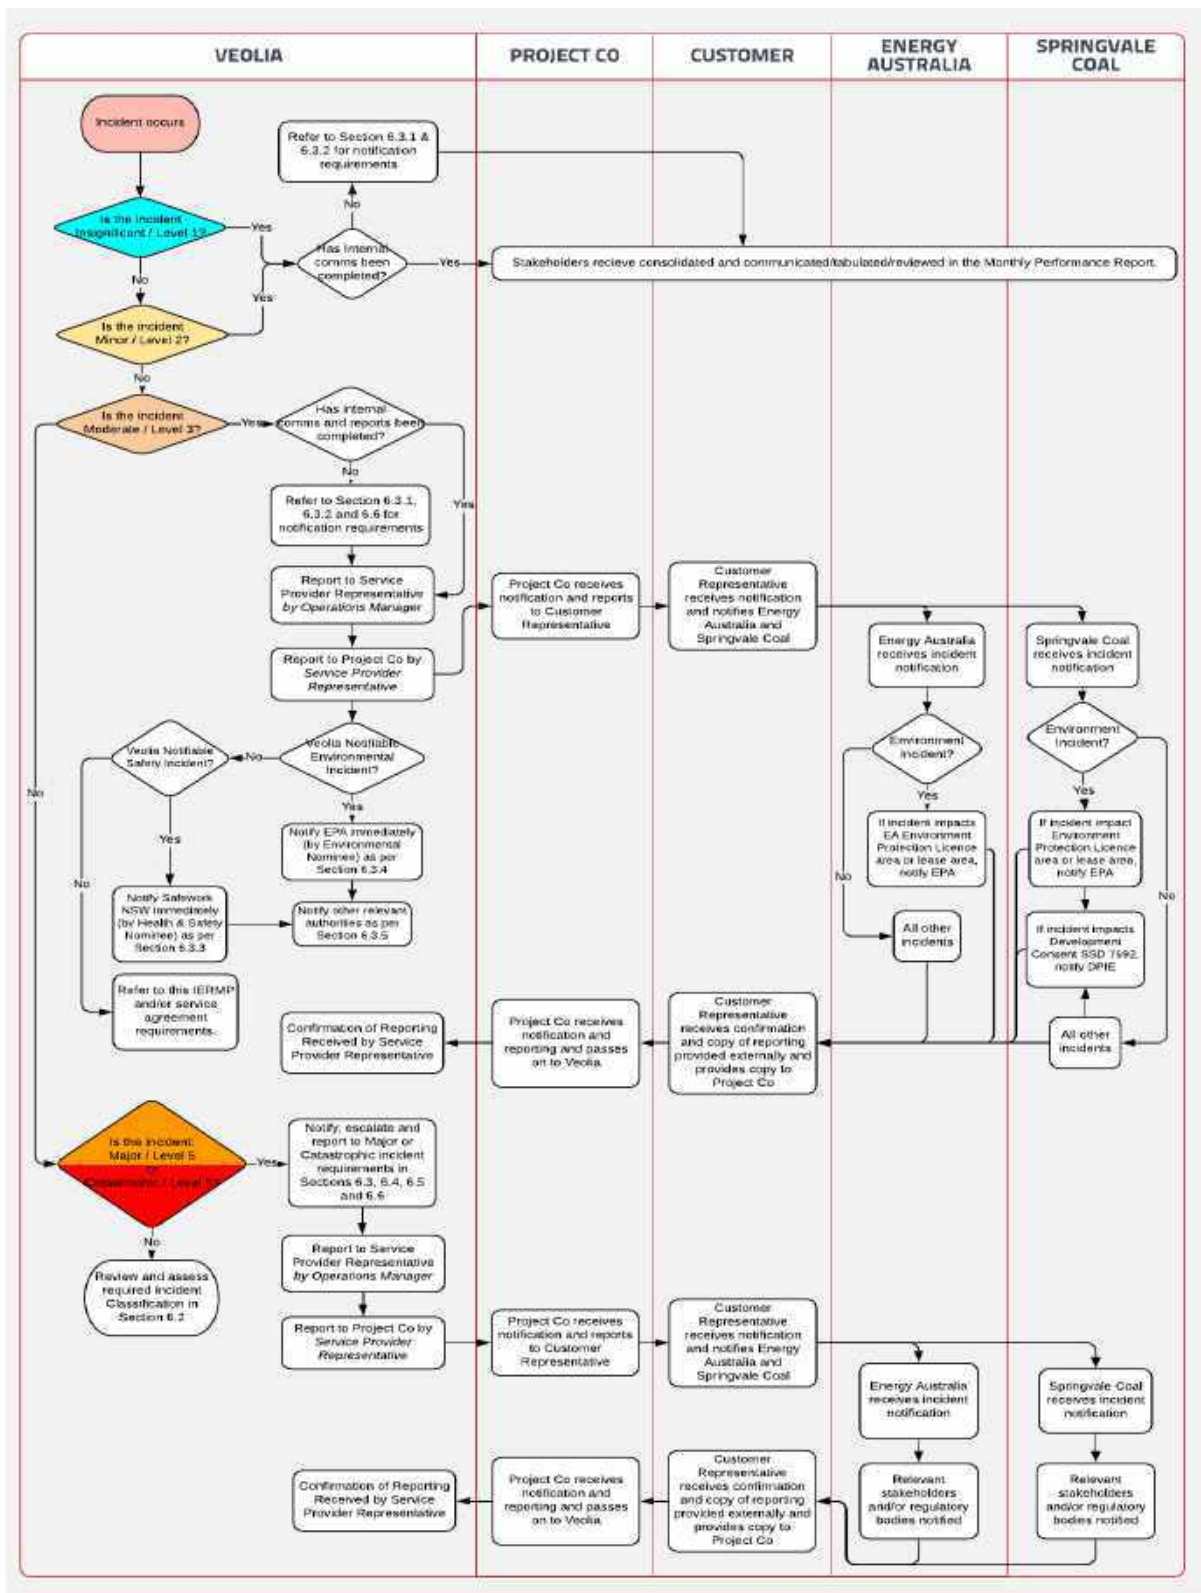 VEOLIA
PROJECT CO
CUSTOMER
ENERGY
AUSTRALIA
SPRINGVALE
COAL
Incident occurs
Refer to Section 6.3.1 &
6.3.2 for notification
requirements
No
Is the incident
Insignificant / Level 1?
Yes
Has internal
comms been
completed?
Yes
Stakeholders recieve consolidated and communicated/tabulated/reviewed in the Monthly Performance Report.
No
Yes
Is the incident
Minor / Level 2?
No
Is the incident
Moderate / Level 3?
Yes
Has internal
comms and reports been
completed?
No
Yes
Refer to Section 6.3.1,
6.3.2 and 6.6 for
notification requirements
Report to Service
Provider Representative
by Operations Manager
Project Co receives
notification and reports
to Customer
Representative
Customer
Representative
receives notification
and notifies Energy
Australia and
Springvale Coal
Energy Australia
receives incident
notification
Springvale Coal
receives incident
notification
Report to Project Co by
Service Provider
Representative
Veolia Notifiable
Safety Incident?
No
Veolia Notifiable
Environmental
Incident?
Environment
Incident?
Environment
Incident?
No
Yes
Yes
Yes
Yes
Notify EPA immediately
(by Environmental
Nominee) as per
Section 6.3.4
If incident impacts
EA Environment
Protection Licence
area or lease area,
notify EPA
If incident impact
Environment
Protection Licence
area or lease area,
notify EPA
No
No
No
Notify Safework
NSW immediately
(by Health & Safety
Nominee) as per
Section 6.3.3
Notify other relevant
authorities as per
Section 6.3.5
All other
incidents
If incident impacts
Development
Consent SSD 7592,
notify DPIE
Refer to this IERMP
and/or service
agreement
requirements.
Confirmation of Reporting
Received by Service
Provider Representative
Project Co receives
notification and
reporting and passes
on to Veolia.
Customer
Representative
receives confirmation
and copy of reporting
provided externally and
provides copy to
Project Co
All other
incidents
Is the incident
Major / Level 5
or
Catastrophic / Level
Yes
Notify, escalate and
report to Major or
Catastrophic incident
requirements in
Sections 6.3, 6.4, 6.5
and 6.6
No
Review and assess
required Incident
Classification in
Section 6.2
Report to Service
Provider Representative
by Operations Manager
Report to Project Co by
Service Provider
Representative
Project Co receives
notification and reports
to Customer
Representative
Customer
Representative
receives notification
and notifies Energy
Australia and
Springvale Coal
Energy Australia
receives incident
notification
Springvale Coal
receives incident
notification
Confirmation of Reporting
Received by Service
Provider Representative
Project Co receives
notification and
reporting and passes
on to Veolia.
Customer
Representative
receives confirmation
and copy of reporting
provided externally and
provides copy to
Project Co
Relevant
stakeholders
and/or regulatory
bodies notified
Relevant
stakeholders
and/or regulatory
bodies notified